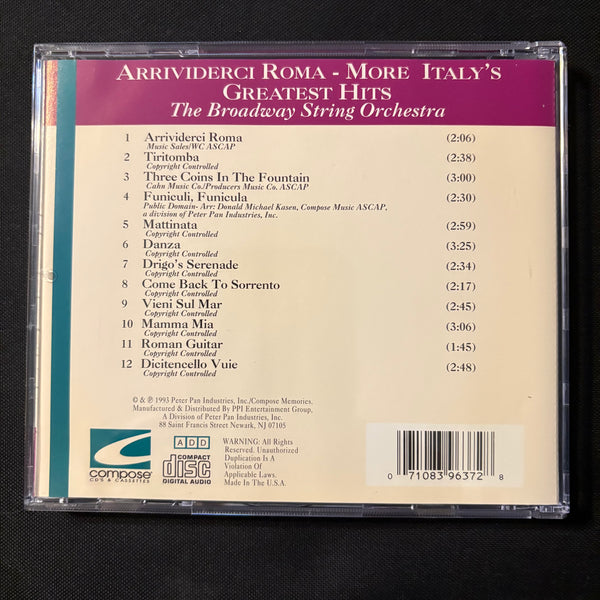 ARRIVIDERCI ROMA - MORE ITALY'S
GREATEST HITS
The Broadway String Orchestra
1 Arrividerci Roma (2:06)
Music Sales/WC ASCAP
2 Tiritomba (2:38)
Copyright Controlled
3 Three Coins In The Fountain (3:00)
Cahn Music Co./Producers Music Co. ASCAP
4 Funiculi, Funicula (2:30)
Public Domain- Arr: Donald Michael Kasen, Compose Music ASCAP,
a division of Peter Pan Industries, Inc.
5 Mattinata (2:59)
Copyright Controlled
6 Danza (3:25)
Copyright Controlled
7 Drigo's Serenade (2:34)
Copyright Controlled
8 Come Back To Sorrento (2:17)
Copyright Controlled
9 Vieni Sul Mar (2:45)
Copyright Controlled
10 Mamma Mia (3:06)
Copyright Controlled
11 Roman Guitar (1:45)
Copyright Controlled
12 Dicitencello Vuie (2:48)
Copyright Controlled
© & ℗ 1993 Peter Pan Industries, Inc./Compose Memories.
Manufactured & Distributed By PPI Entertainment Group,
A Division of Peter Pan Industries, Inc.
88 Saint Francis Street Newark, NJ 07105
compose
CD'S & CASSETTES
A D D
COMPACT
disc
DIGITAL AUDIO
WARNING: All Rights
Reserved. Unauthorized
Duplication Is A
Violation Of
Applicable Laws.
Made In The U.S.A.
0 71083 96372 8